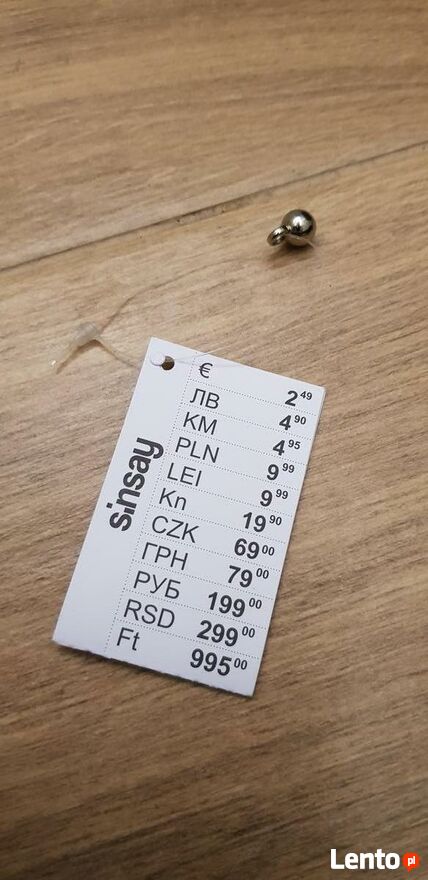 sinsay
€ 2 49
ЛВ 4 90
KM 4 95
PLN 9 99
LEI 9 99
Kn 19 90
CZK 69 00
ГРН 79 00
РУБ 199 00
RSD 299 00
Ft 995 00
Lento pl